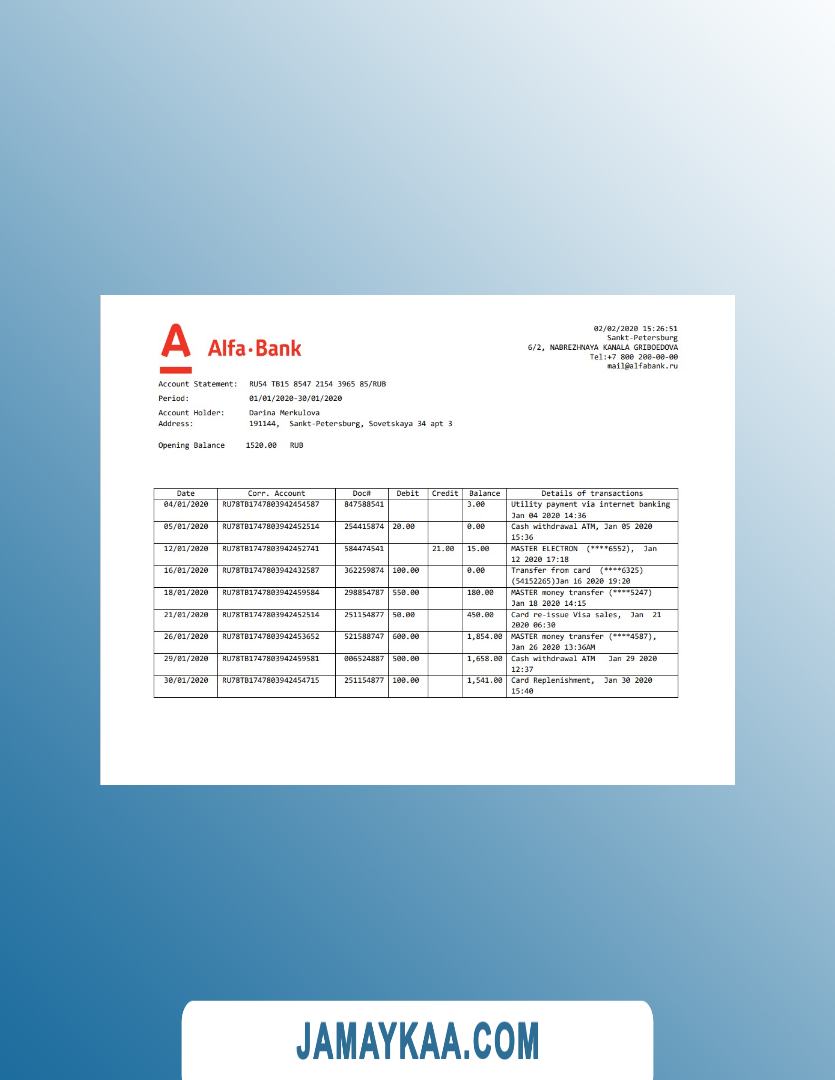 A
Alfa·Bank
02/02/2020 15:26:51
Sankt-Petersburg
6/2, NABREZHNAYA KANALA GRIBOEDOVA
Tel:+7 800 200-00-00
mail@alfabank.ru
Account Statement: RU54 TB15 8547 2154 3965 85/RUB
Period: 01/01/2020-30/01/2020
Account Holder: Darina Merkulova
Address: 191144, Sankt-Petersburg, Sovetskaya 34 apt 3
Opening Balance 1520.00 RUB
Date Corr. Account Doc# Debit Credit Balance Details of transactions
04/01/2020 RU78TB1747803942454587 847588541 3.00 Utility payment via internet banking
Jan 04 2020 14:36
05/01/2020 RU78TB1747803942452514 254415874 20.00 0.00 Cash withdrawal ATM, Jan 05 2020
15:36
12/01/2020 RU78TB1747803942452741 584474541 21.00 15.00 MASTER ELECTRON (****6552), Jan
12 2020 17:18
16/01/2020 RU78TB1747803942432587 362259874 100.00 0.00 Transfer from card (****6325)
(54152265)Jan 16 2020 19:20
18/01/2020 RU78TB1747803942459584 298854787 550.00 180.00 MASTER money transfer (****5247)
Jan 18 2020 14:15
21/01/2020 RU78TB1747803942452514 251154877 50.00 450.00 Card re-issue Visa sales, Jan 21
2020 06:30
26/01/2020 RU78TB1747803942453652 521588747 600.00 1,854.00 MASTER money transfer (****4587),
Jan 26 2020 13:36AM
29/01/2020 RU78TB1747803942459581 006524887 500.00 1,658.00 Cash withdrawal ATM Jan 29 2020
12:37
30/01/2020 RU78TB1747803942454715 251154877 100.00 1,541.00 Card Replenishment, Jan 30 2020
15:40
JAMAYKAA.COM